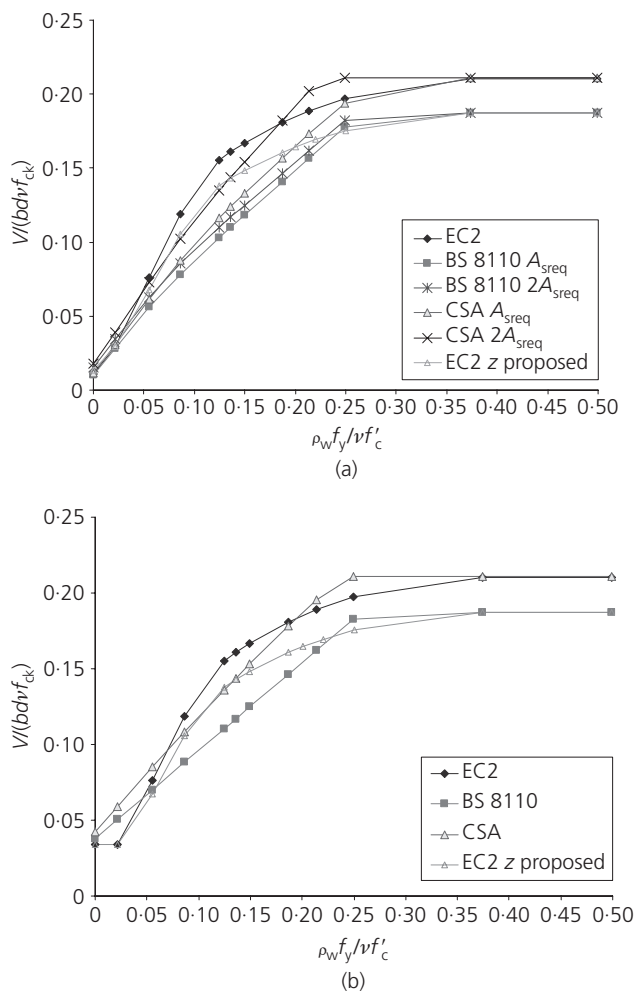 (a)
0·25
0·20
0·15
0·10
0·05
0
V/(bdνf_ck)
0 0·05 0·10 0·15 0·20 0·25 0·30 0·35 0·40 0·45 0·50
ρ_w f_y/νf′_c
EC2
BS 8110 A_sreq
BS 8110 2A_sreq
CSA A_sreq
CSA 2A_sreq
EC2 z proposed
(a)
0·25
0·20
0·15
0·10
0·05
0
V/(bdνf_ck)
0 0·05 0·10 0·15 0·20 0·25 0·30 0·35 0·40 0·45 0·50
ρ_w f_y/νf′_c
EC2
BS 8110
CSA
EC2 z proposed
(b)